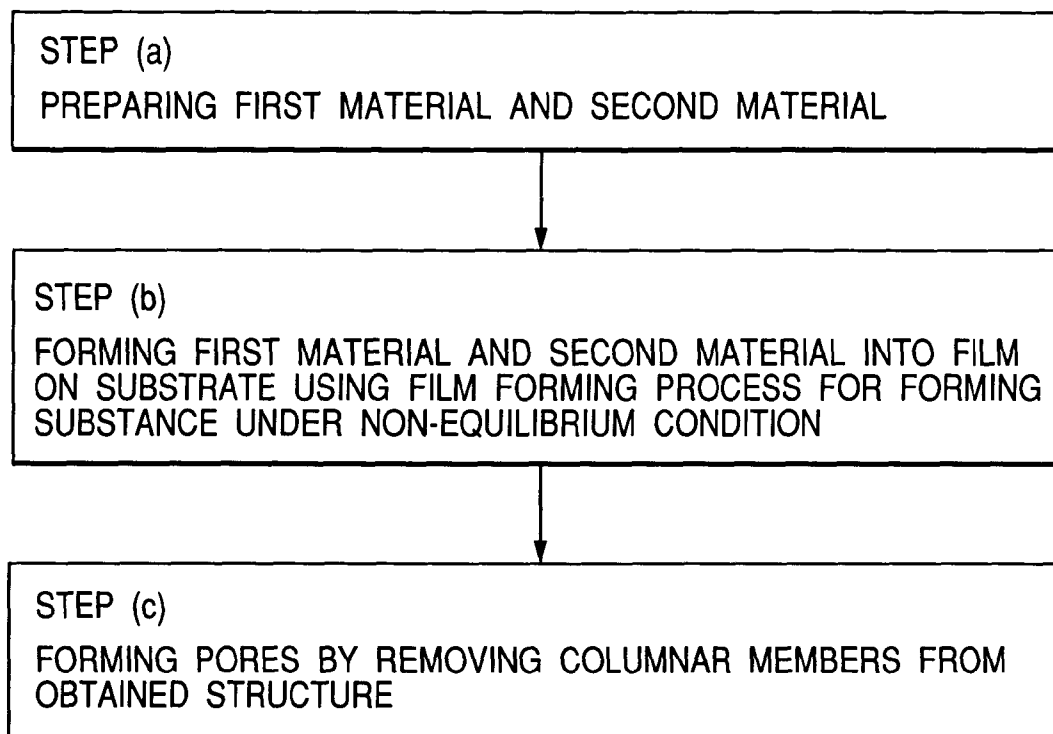 STEP (a)
PREPARING FIRST MATERIAL AND SECOND MATERIAL
STEP (b)
FORMING FIRST MATERIAL AND SECOND MATERIAL INTO FILM
ON SUBSTRATE USING FILM FORMING PROCESS FOR FORMING
SUBSTANCE UNDER NON-EQUILIBRIUM CONDITION
STEP (c)
FORMING PORES BY REMOVING COLUMNAR MEMBERS FROM
OBTAINED STRUCTURE